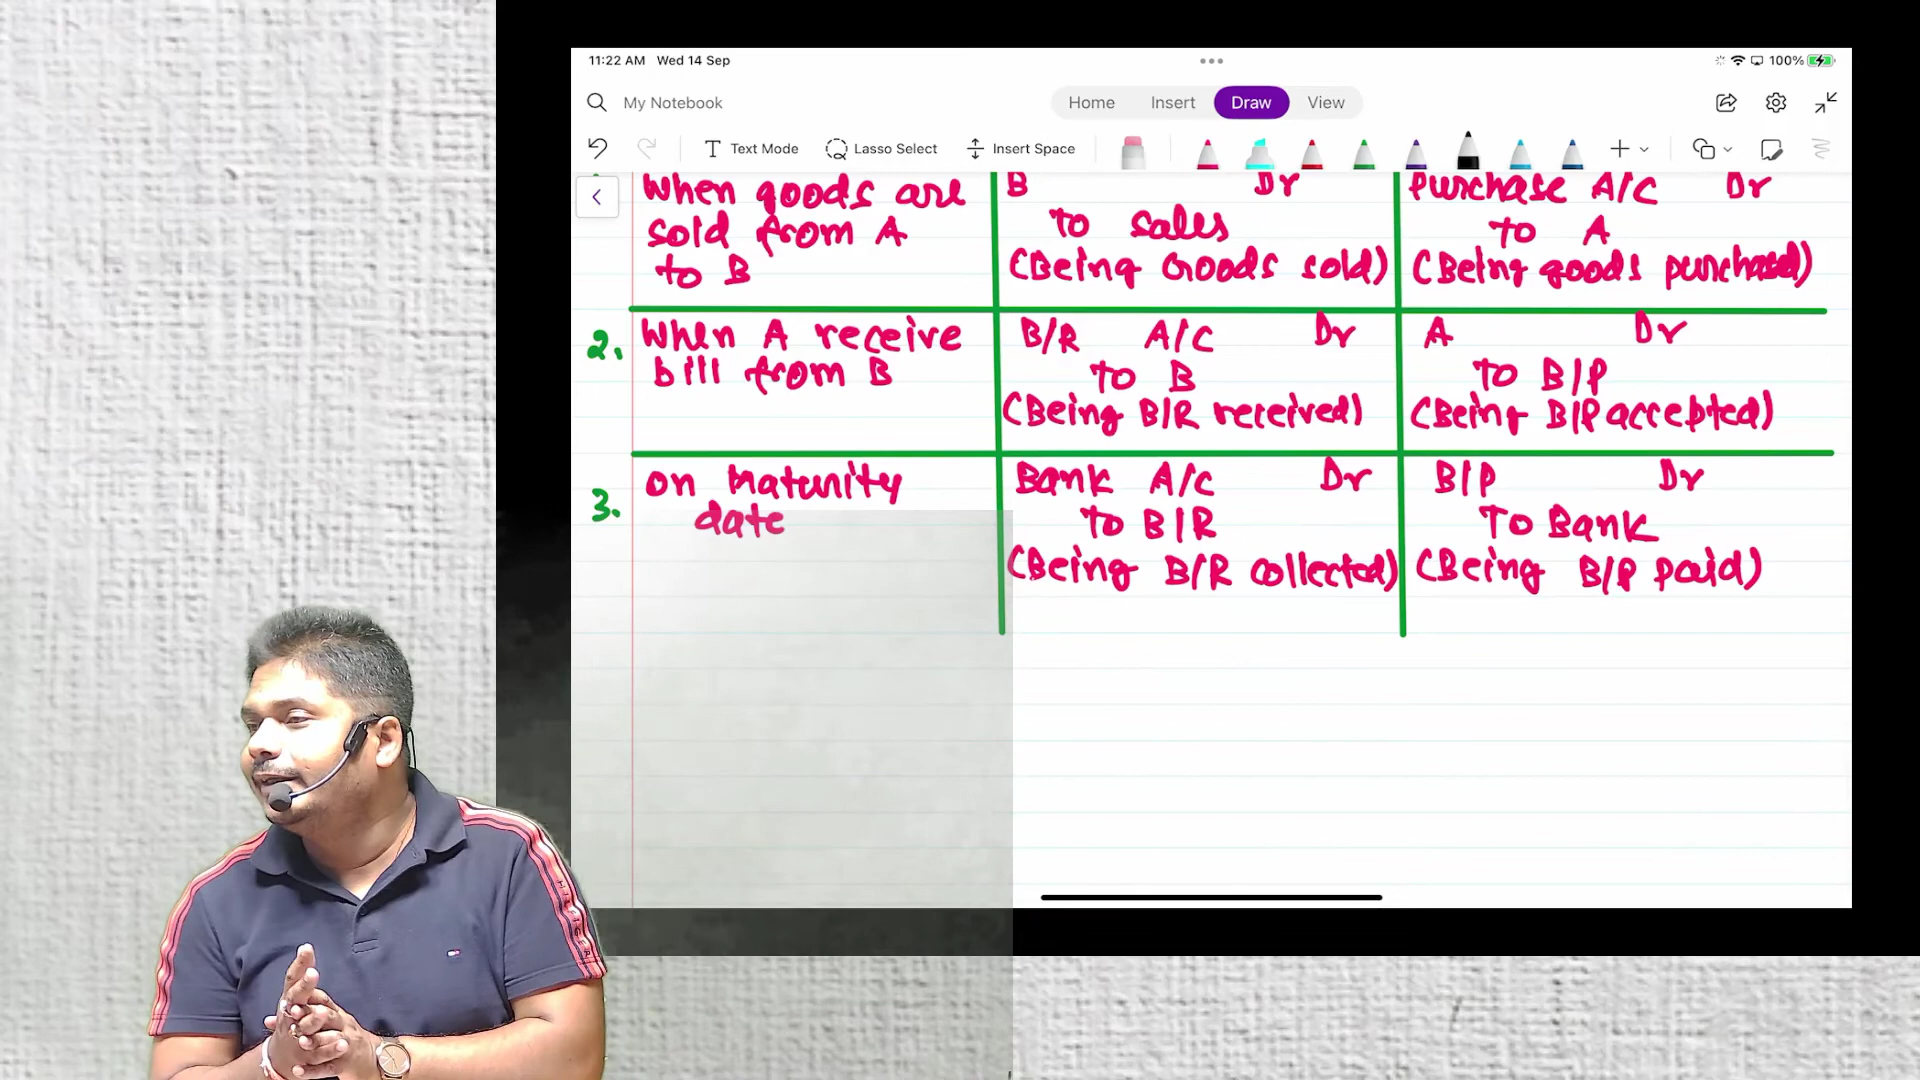 11:22 AM Wed 14 Sep
100%
My Notebook
Home Insert Draw View
Text Mode Lasso Select Insert Space
When goods are
sold from A
to B
B Dr
To sales
(Being Goods sold)
Purchase A/C Dr
To A
(Being goods purchased)
2.
When A receive
bill from B
B/R A/C Dr
To B
(Being B/R received)
A Dr
To B/P
(Being B/P accepted)
3.
on Maturity
date
Bank A/C Dr
To B/R
(Being B/R collected)
B/P Dr
To Bank
(Being B/P paid)